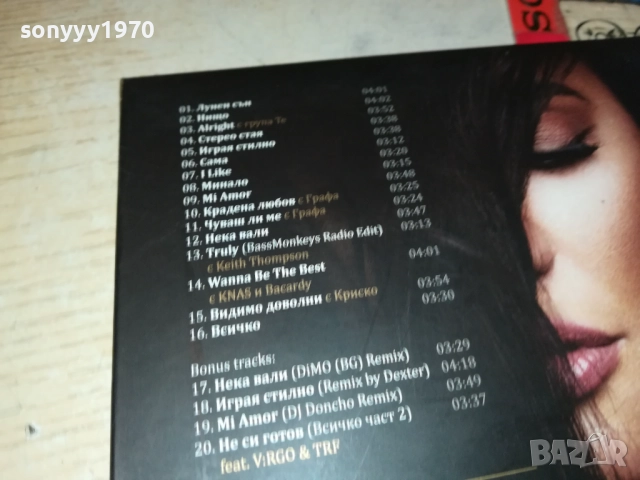 sonyyy1970
SO
01. Лунен сън 04:01
02. Нищо 04:02
03. Alright с група Те 03:52
04. Стерео стая 03:38
05. Играя стилно 03:38
06. Сама 03:12
07. I Like 03:20
08. Минало 03:15
09. Mi Amor 03:48
10. Крадена любов с Графа 03:25
11. Чуваш ли ме с Графа 03:24
12. Нека вали 03:47
13. Truly (BassMonkeys Radio Edit) 03:13
с Keith Thompson
14. Wanna Be The Best 04:01
с KNAS и Bacardy
15. Видимо доволни с Криско 03:54
16. Всичко 03:30
Bonus tracks:
17. Нека вали (DiMO (BG) Remix) 03:29
18. Играя стилно (Remix by Dexter) 04:18
19. Mi Amor (DJ Doncho Remix) 03:49
20. Не си готов (Всичко част 2) 03:37
feat. V:RGO & TRF
BAZAR